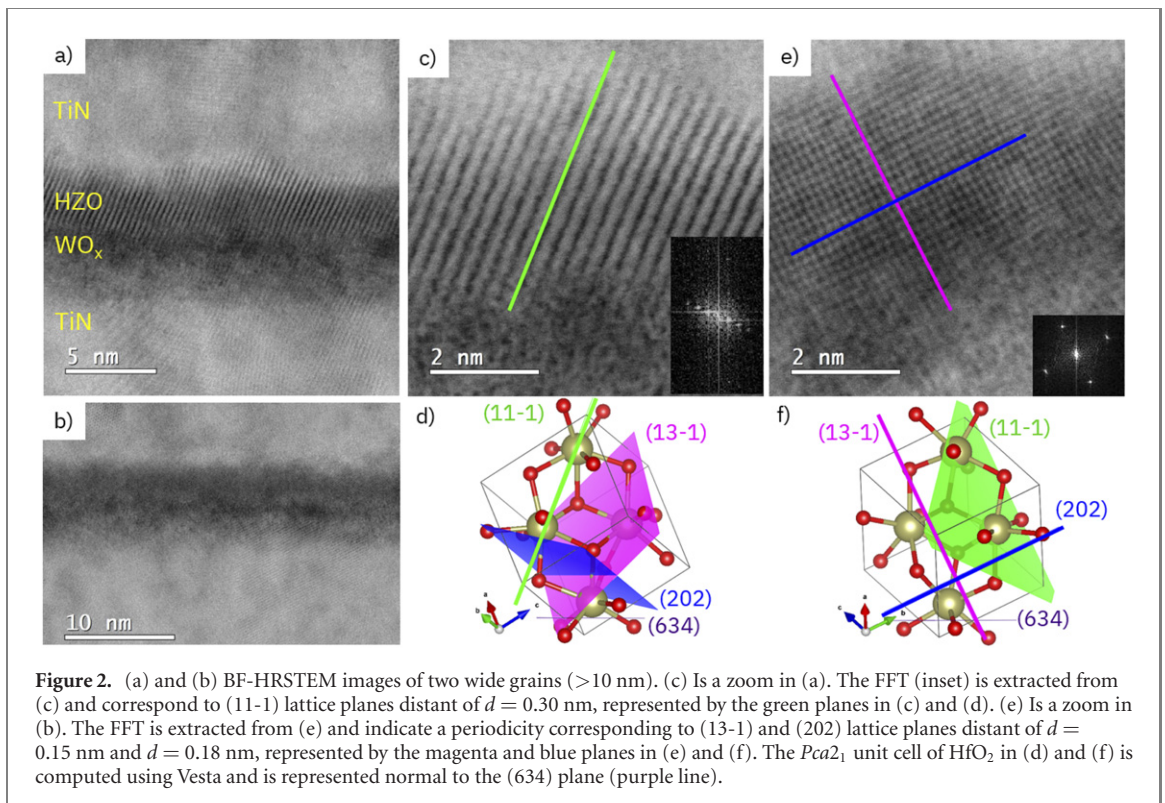 a)
TiN
HZO
WOx
TiN
5 nm
b)
10 nm
c)
2 nm
e)
2 nm
d)
(11-1)
(13-1)
(202)
(634)
a
b
c
f)
(13-1)
(11-1)
(202)
(634)
a
b
c
Figure 2. (a) and (b) BF-HRSTEM images of two wide grains (>10 nm). (c) Is a zoom in (a). The FFT (inset) is extracted from
(c) and correspond to (11-1) lattice planes distant of d = 0.30 nm, represented by the green planes in (c) and (d). (e) Is a zoom in
(b). The FFT is extracted from (e) and indicate a periodicity corresponding to (13-1) and (202) lattice planes distant of d =
0.15 nm and d = 0.18 nm, represented by the magenta and blue planes in (e) and (f). The Pca2₁ unit cell of HfO₂ in (d) and (f) is
computed using Vesta and is represented normal to the (634) plane (purple line).